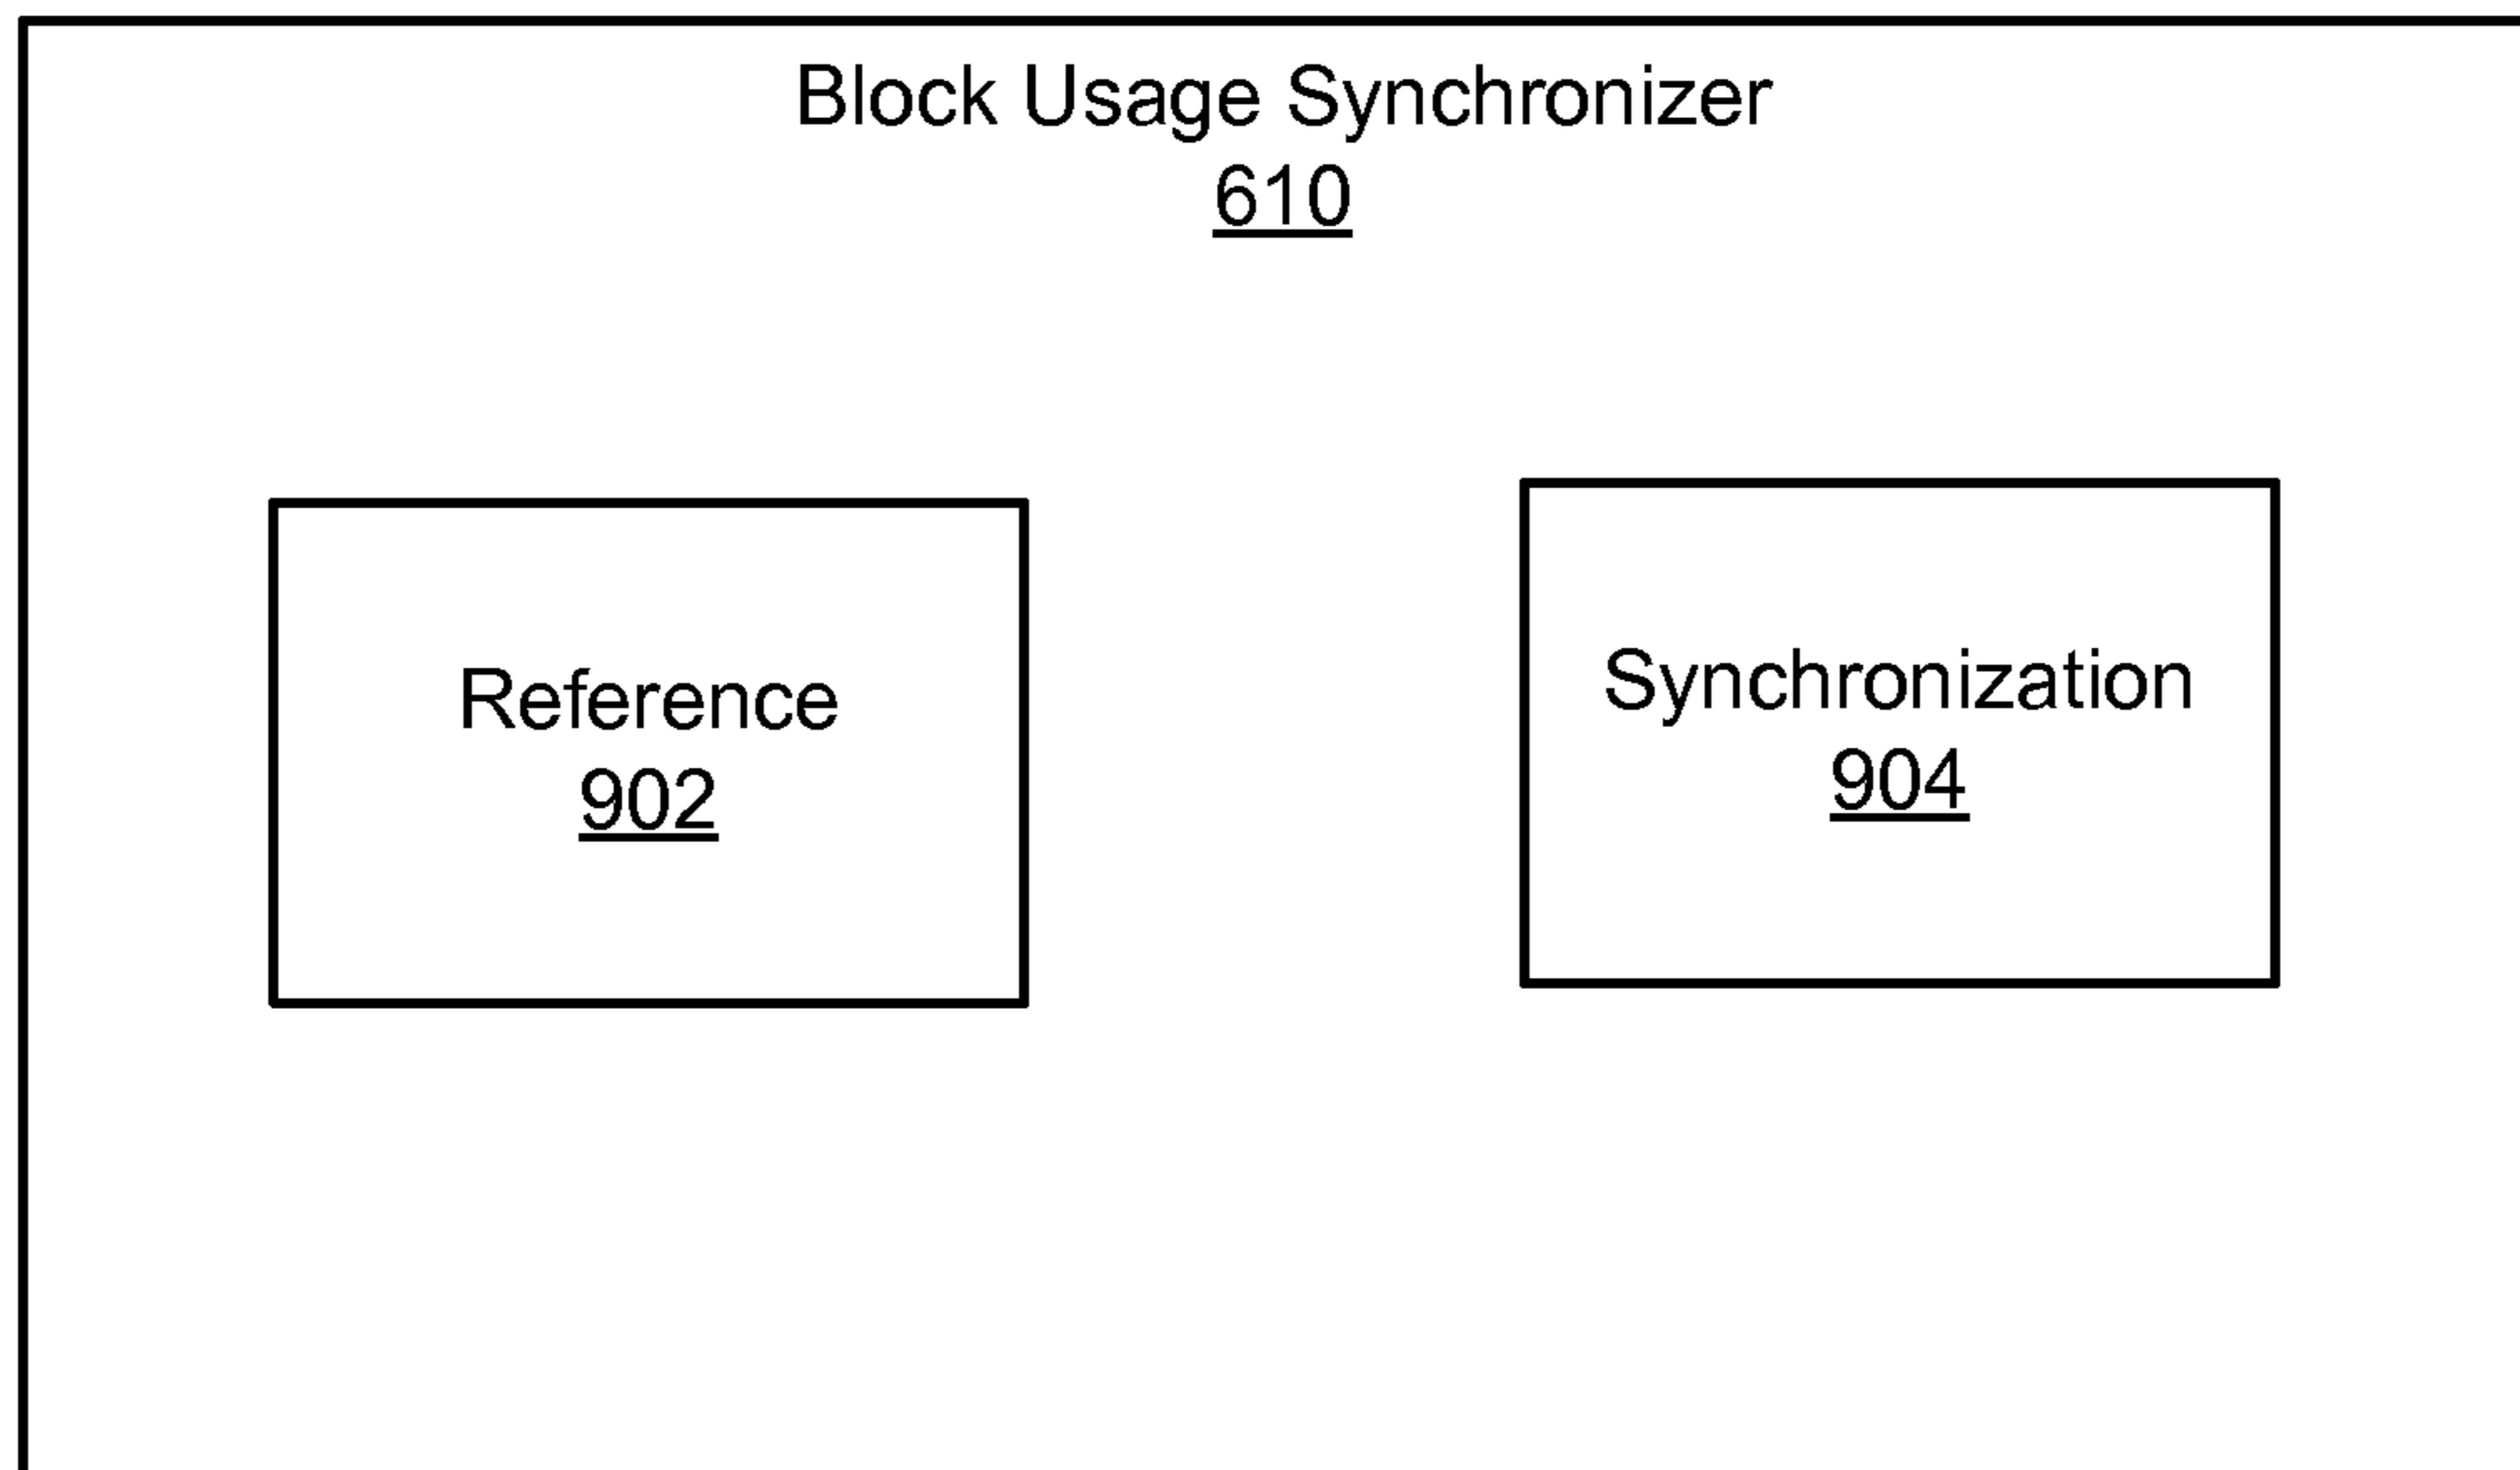 Block Usage Synchronizer
610
Reference
902
Synchronization
904